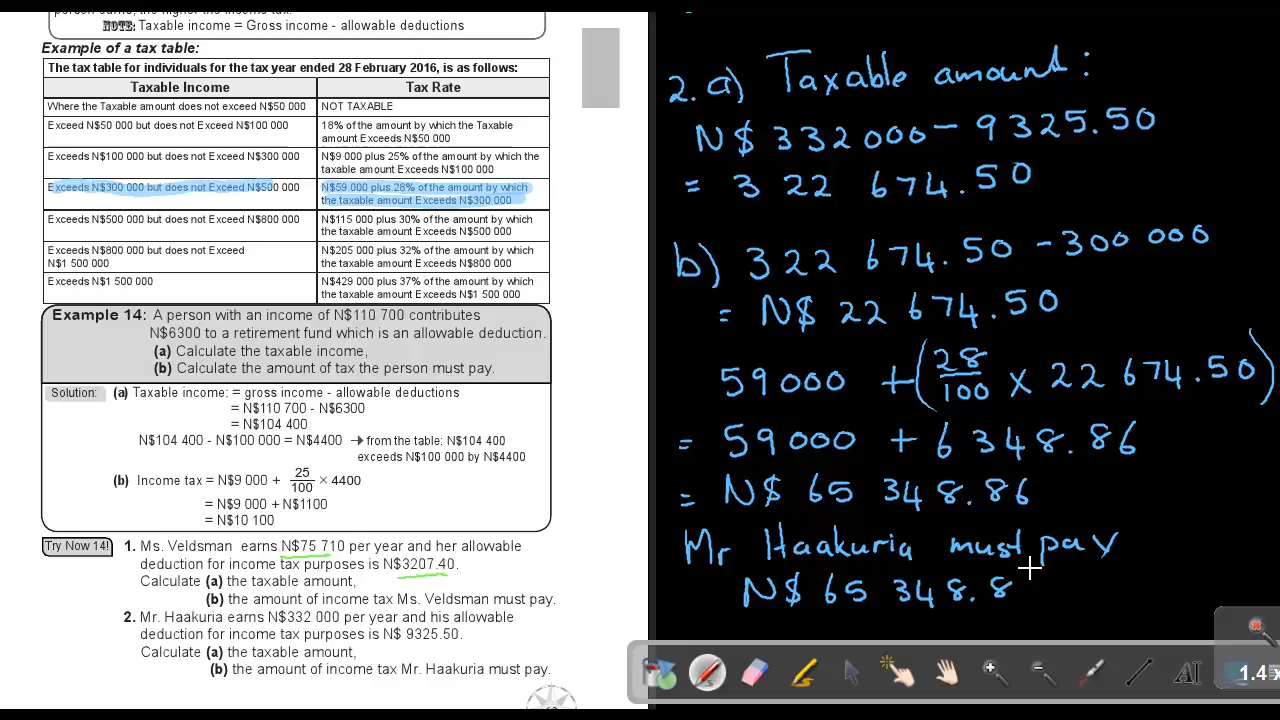 NOTE: Taxable income = Gross income - allowable deductions
Example of a tax table:
The tax table for individuals for the tax year ended 28 February 2016, is as follows:
Taxable Income Tax Rate
Where the Taxable amount does not exceed N$50 000 NOT TAXABLE
Exceed N$50 000 but does not Exceed N$100 000 18% of the amount by which the Taxable
amount Exceeds N$50 000
Exceeds N$100 000 but does not Exceed N$300 000 N$9 000 plus 25% of the amount by which the
taxable amount Exceeds N$100 000
Exceeds N$300 000 but does not Exceed N$500 000 N$59 000 plus 28% of the amount by which
the taxable amount Exceeds N$300 000
Exceeds N$500 000 but does not Exceed N$800 000 N$115 000 plus 30% of the amount by which
the taxable amount Exceeds N$500 000
Exceeds N$800 000 but does not Exceed
N$1 500 000
N$205 000 plus 32% of the amount by which
the taxable amount Exceeds N$800 000
Exceeds N$1 500 000 N$429 000 plus 37% of the amount by which
the taxable amount Exceeds N$1 500 000
Example 14: A person with an income of N$110 700 contributes
N$6300 to a retirement fund which is an allowable deduction.
(a) Calculate the taxable income,
(b) Calculate the amount of tax the person must pay.
Solution: (a) Taxable income: = gross income - allowable deductions
= N$110 700 - N$6300
= N$104 400
N$104 400 - N$100 000 = N$4400 → from the table: N$104 400
exceeds N$100 000 by N$4400
(b) Income tax = N$9 000 + 25/100 × 4400
= N$9 000 + N$1100
= N$10 100
Try Now 14! 1. Ms. Veldsman earns N$75 710 per year and her allowable
deduction for income tax purposes is N$3207.40.
Calculate (a) the taxable amount,
(b) the amount of income tax Ms. Veldsman must pay.
2. Mr. Haakuria earns N$332 000 per year and his allowable
deduction for income tax purposes is N$ 9325.50.
Calculate (a) the taxable amount,
(b) the amount of income tax Mr. Haakuria must pay.
2. a) Taxable amount:
N$ 332 000 - 9325.50
= 322 674.50
b) 322 674.50 - 300 000
= N$ 22 674.50
59 000 + (28/100 × 22 674.50)
= 59 000 + 6 348.86
= N$ 65 348.86
Mr Haakuria must pay
N$ 65 348.8
AI
1.4x